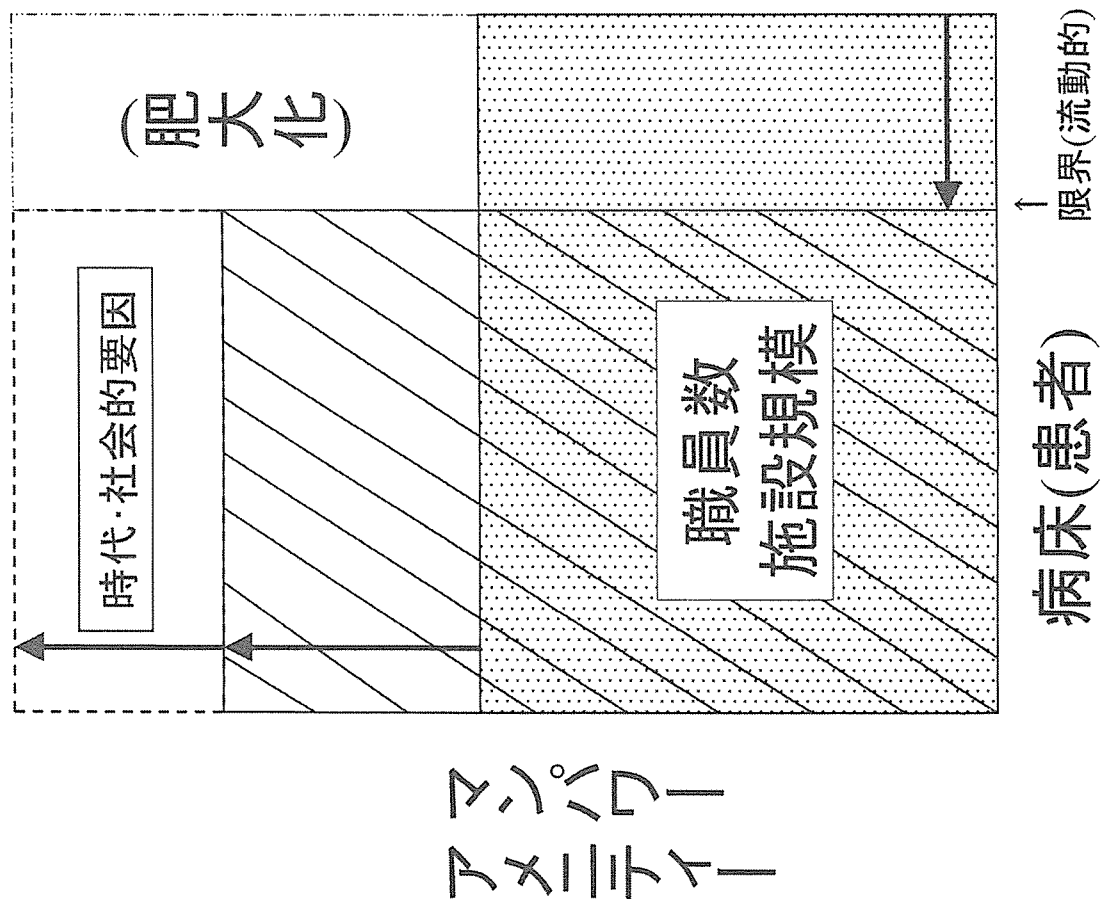 (肥大化)
時代・社会的要因
職員数
施設規模
マンパワー
アメニティー
↑
限界(流動的)
病床(患者)